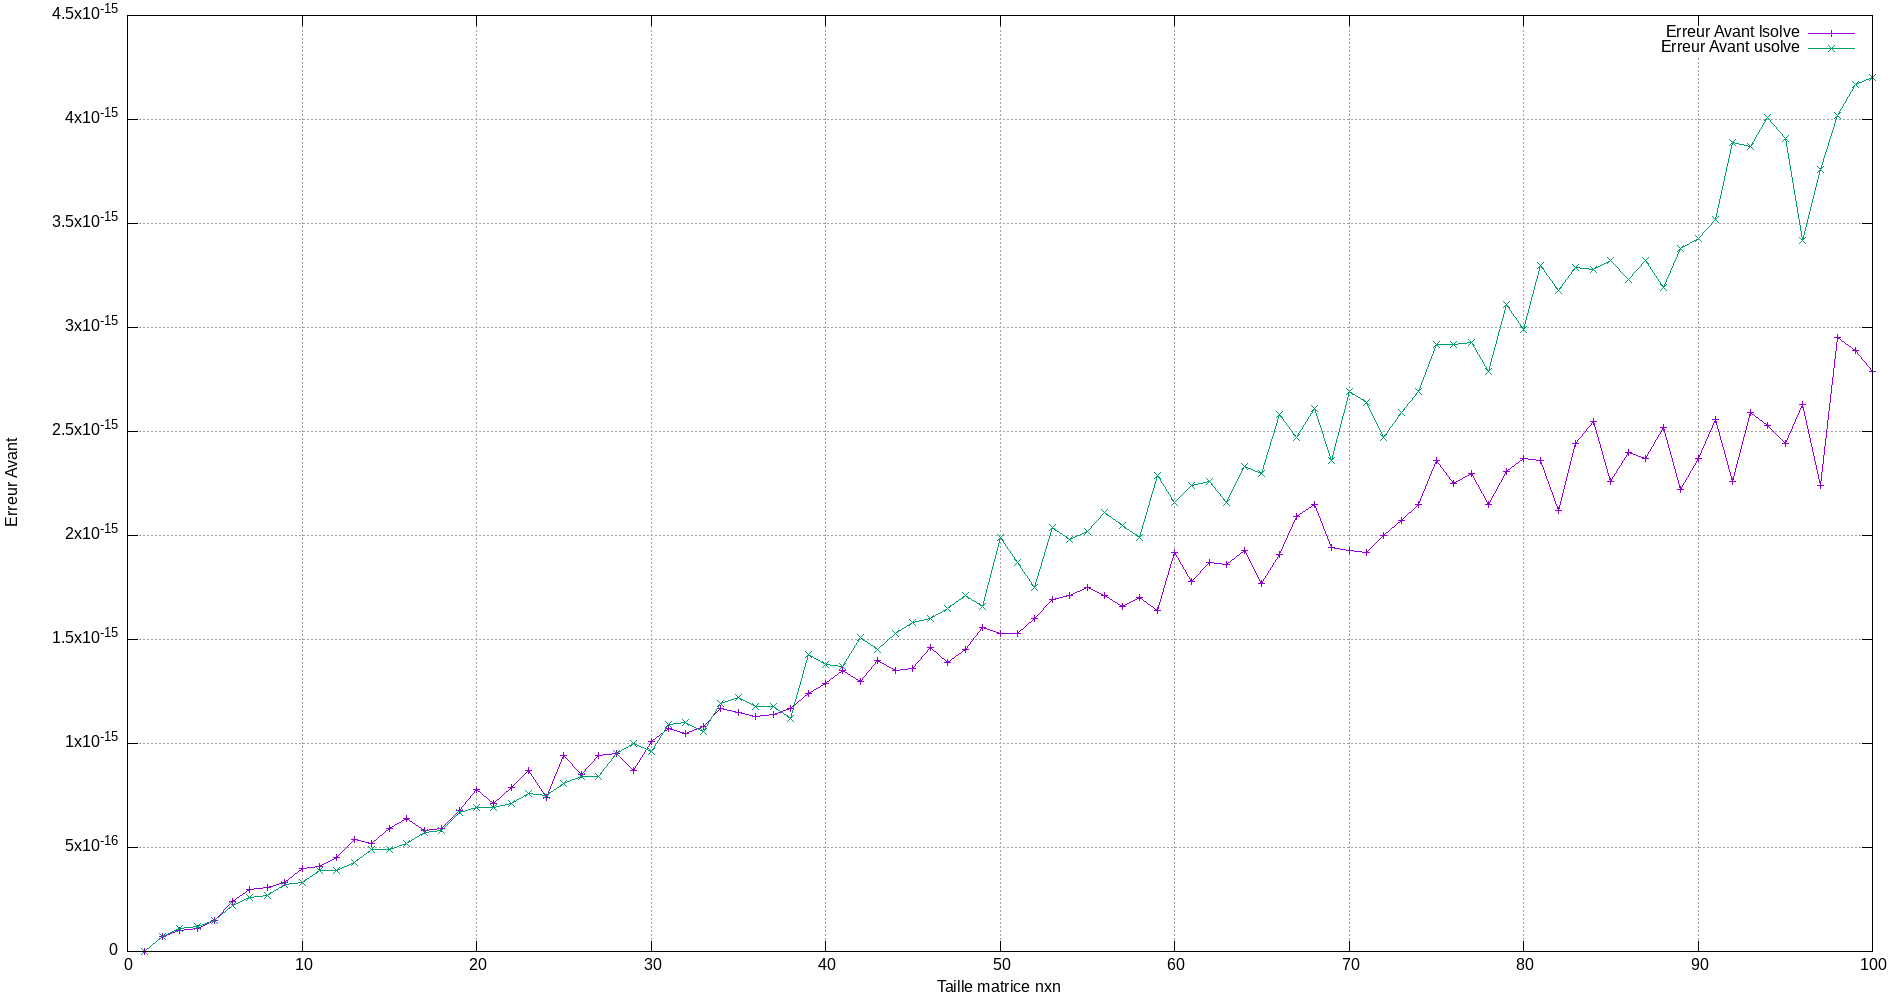 4.5x10-15
4x10-15
3.5x10-15
3x10-15
2.5x10-15
2x10-15
1.5x10-15
1x10-15
5x10-16
0
Erreur Avant
Erreur Avant lsolve
Erreur Avant usolve
0 10 20 30 40 50 60 70 80 90 100
Taille matrice nxn